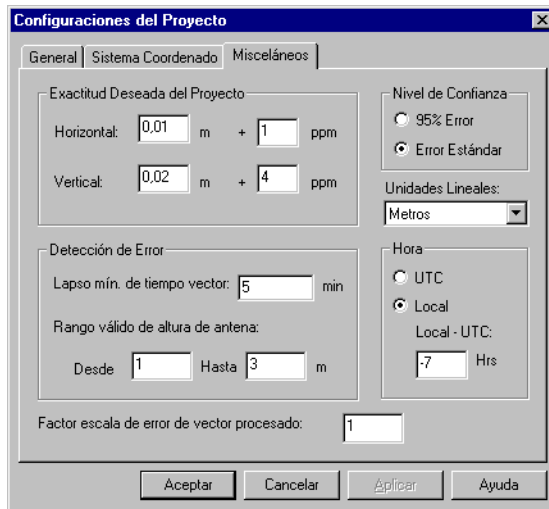 Configuraciones del Proyecto
General Sistema Coordenado Misceláneos
Exactitud Deseada del Proyecto
Horizontal: 0,01 m + 1 ppm
Vertical: 0,02 m + 4 ppm
Nivel de Confianza
95% Error
Error Estándar
Unidades Lineales:
Metros
Detección de Error
Lapso mín. de tiempo vector: 5 min
Rango válido de altura de antena:
Desde 1 Hasta 3 m
Hora
UTC
Local
Local - UTC:
-7 Hrs
Factor escala de error de vector procesado: 1
Aceptar Cancelar Aplicar Ayuda